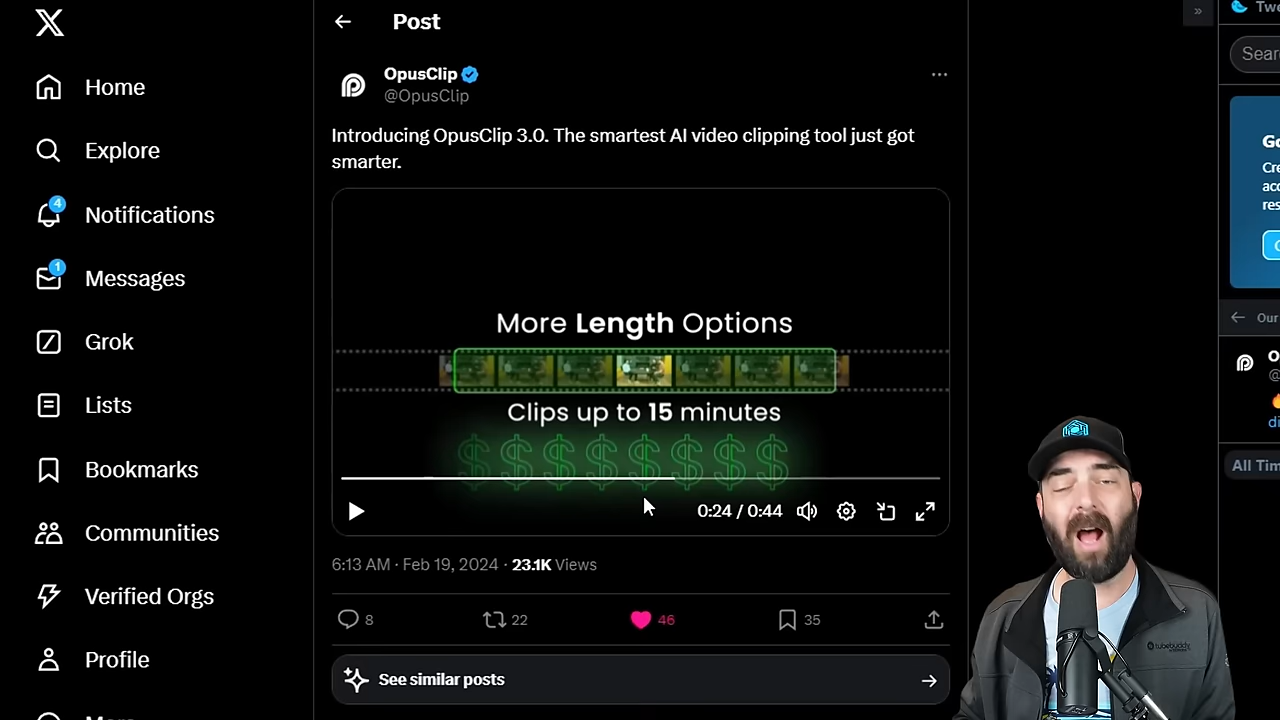 Post
Home
Explore
4
Notifications
1
Messages
Grok
Lists
Bookmarks
Communities
Verified Orgs
Profile
OpusClip
@OpusClip
Introducing OpusClip 3.0. The smartest AI video clipping tool just got
smarter.
More Length Options
Clips up to 15 minutes
$ $ $ $ $ $ $ $
0:24 / 0:44
6:13 AM · Feb 19, 2024 · 23.1K Views
8 22 46 35
See similar posts
»
Our
All Tim
tubebuddy